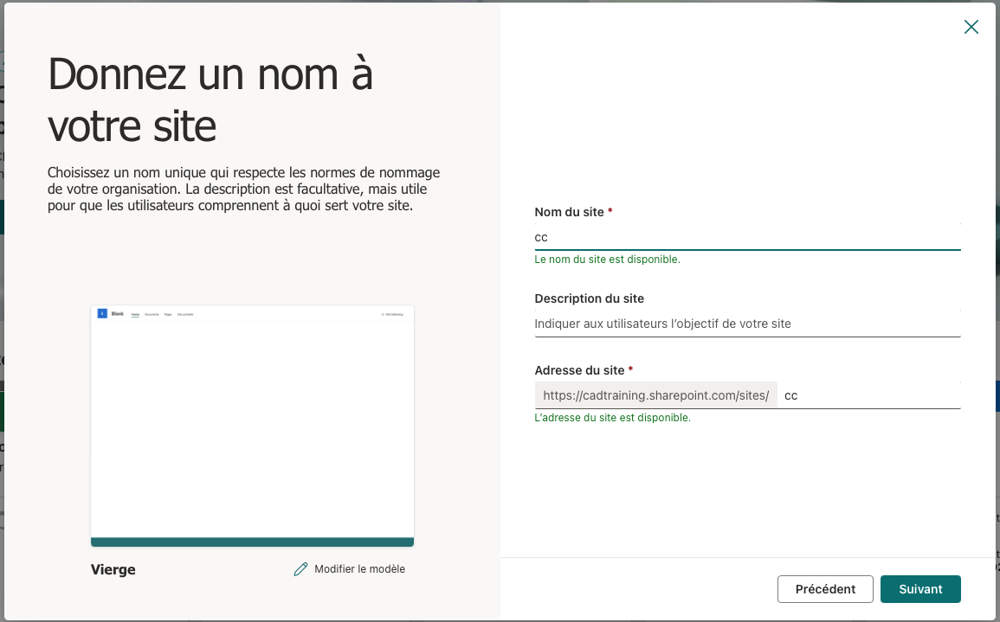 Donnez un nom à
votre site
Choisissez un nom unique qui respecte les normes de nommage
de votre organisation. La description est facultative, mais utile
pour que les utilisateurs comprennent à quoi sert votre site.
Blank
Home Documents Pages Site contents
Vierge
Modifier le modèle
Nom du site *
cc
Le nom du site est disponible.
Description du site
Indiquer aux utilisateurs l’objectif de votre site
Adresse du site *
https://cadtraining.sharepoint.com/sites/ cc
L’adresse du site est disponible.
Précédent
Suivant